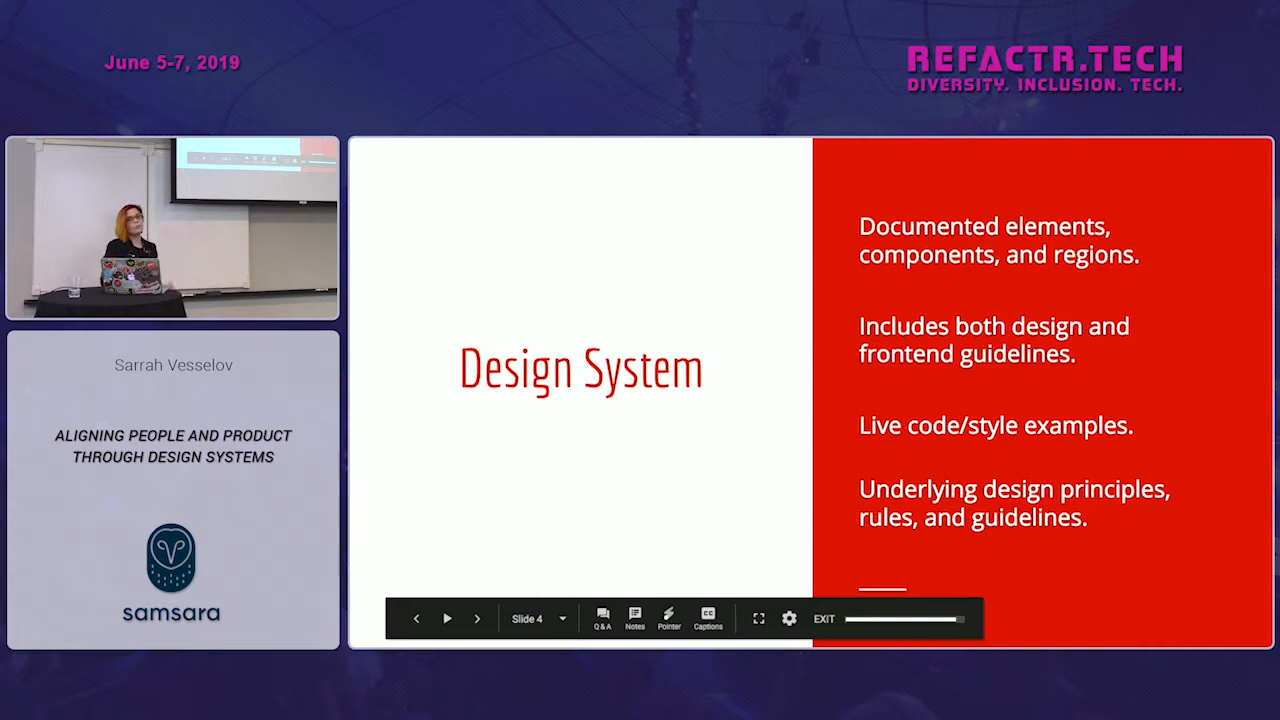 June 5-7, 2019
REFACTR.TECH
DIVERSITY. INCLUSION. TECH.
Sarrah Vesselov
ALIGNING PEOPLE AND PRODUCT
THROUGH DESIGN SYSTEMS
samsara
Design System
Documented elements,
components, and regions.
Includes both design and
frontend guidelines.
Live code/style examples.
Underlying design principles,
rules, and guidelines.
Slide 4
Q & A
Notes
Pointer
CC
Captions
EXIT